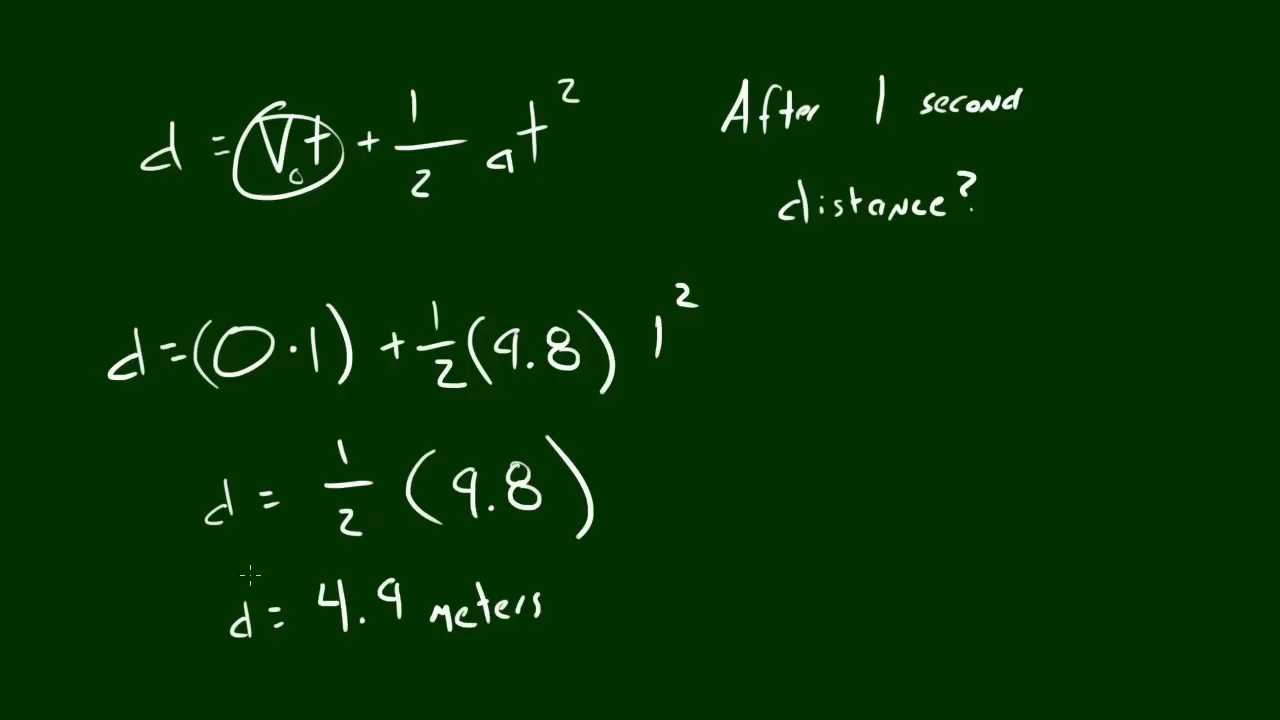 d = V₀t + 1/2 at²
After 1 second
distance?
d = (0·1) + 1/2 (9.8) 1²
d = 1/2 (9.8)
d = 4.9 meters